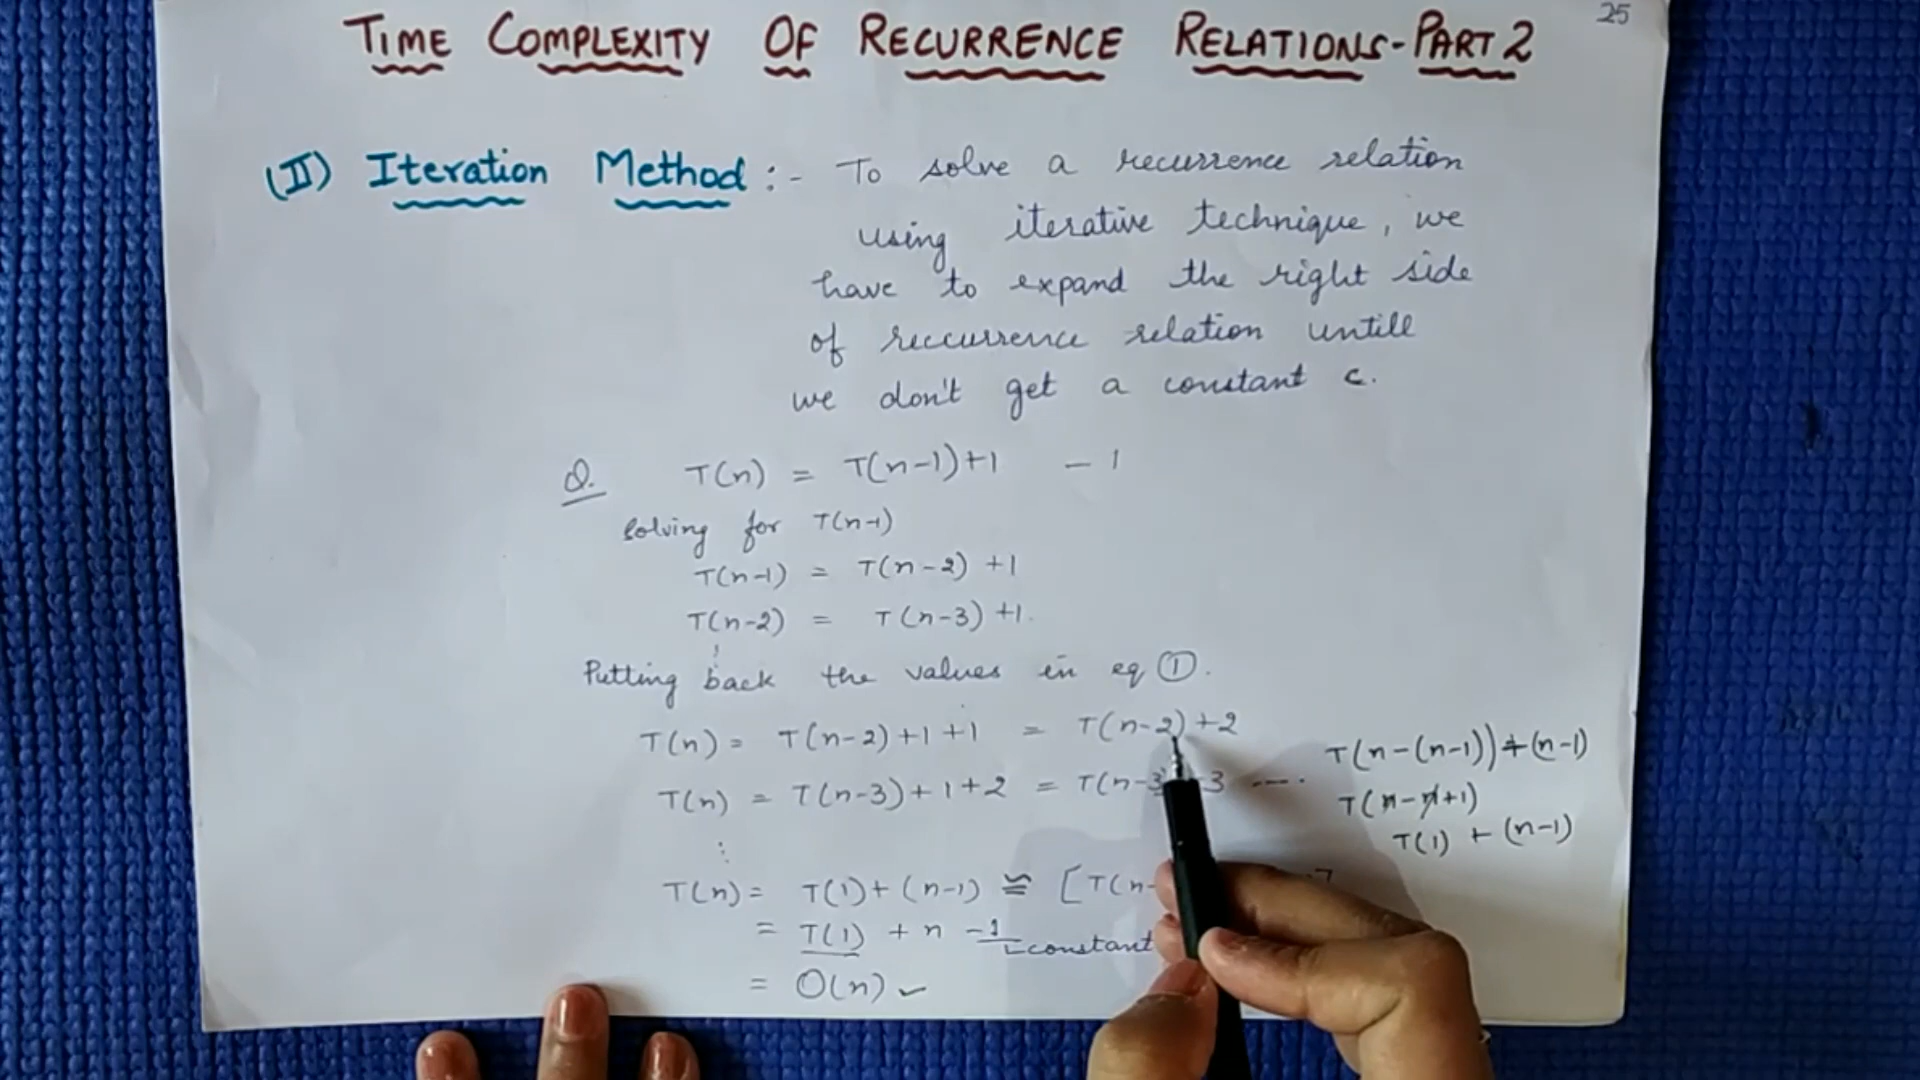 25
TIME COMPLEXITY OF RECURRENCE RELATIONS-PART 2
(II) Iteration Method :- To solve a recurrence relation
using iterative technique, we
have to expand the right side
of reccurrence relation untill
we don't get a constant c.
Q. T(n) = T(n-1)+1 - 1
solving for T(n-1)
T(n-1) = T(n-2) +1
T(n-2) = T(n-3) +1.
Putting back the values in eq ①.
T(n) = T(n-2)+1+1 = T(n-2)+2
T(n) = T(n-3)+1+2 = T(n-3)+3 ----.
T(n-(n-1))+(n-1)
T(n-n+1)
T(1) + (n-1)
⋮
T(n) = T(1)+(n-1) ≌ [T(n-
= T(1) + n -1
constant
= O(n) ✓